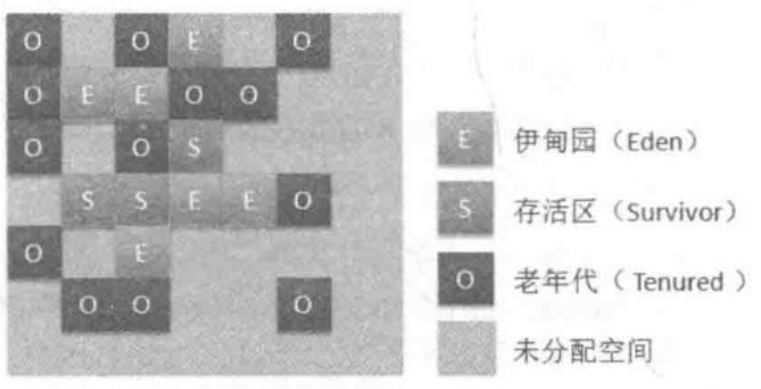 O O E O
O E E O O
O O S
S S E E O
O E
O O O
E 伊甸园（Eden）
S 存活区（Survivor）
O 老年代（ Tenured ）
未分配空间